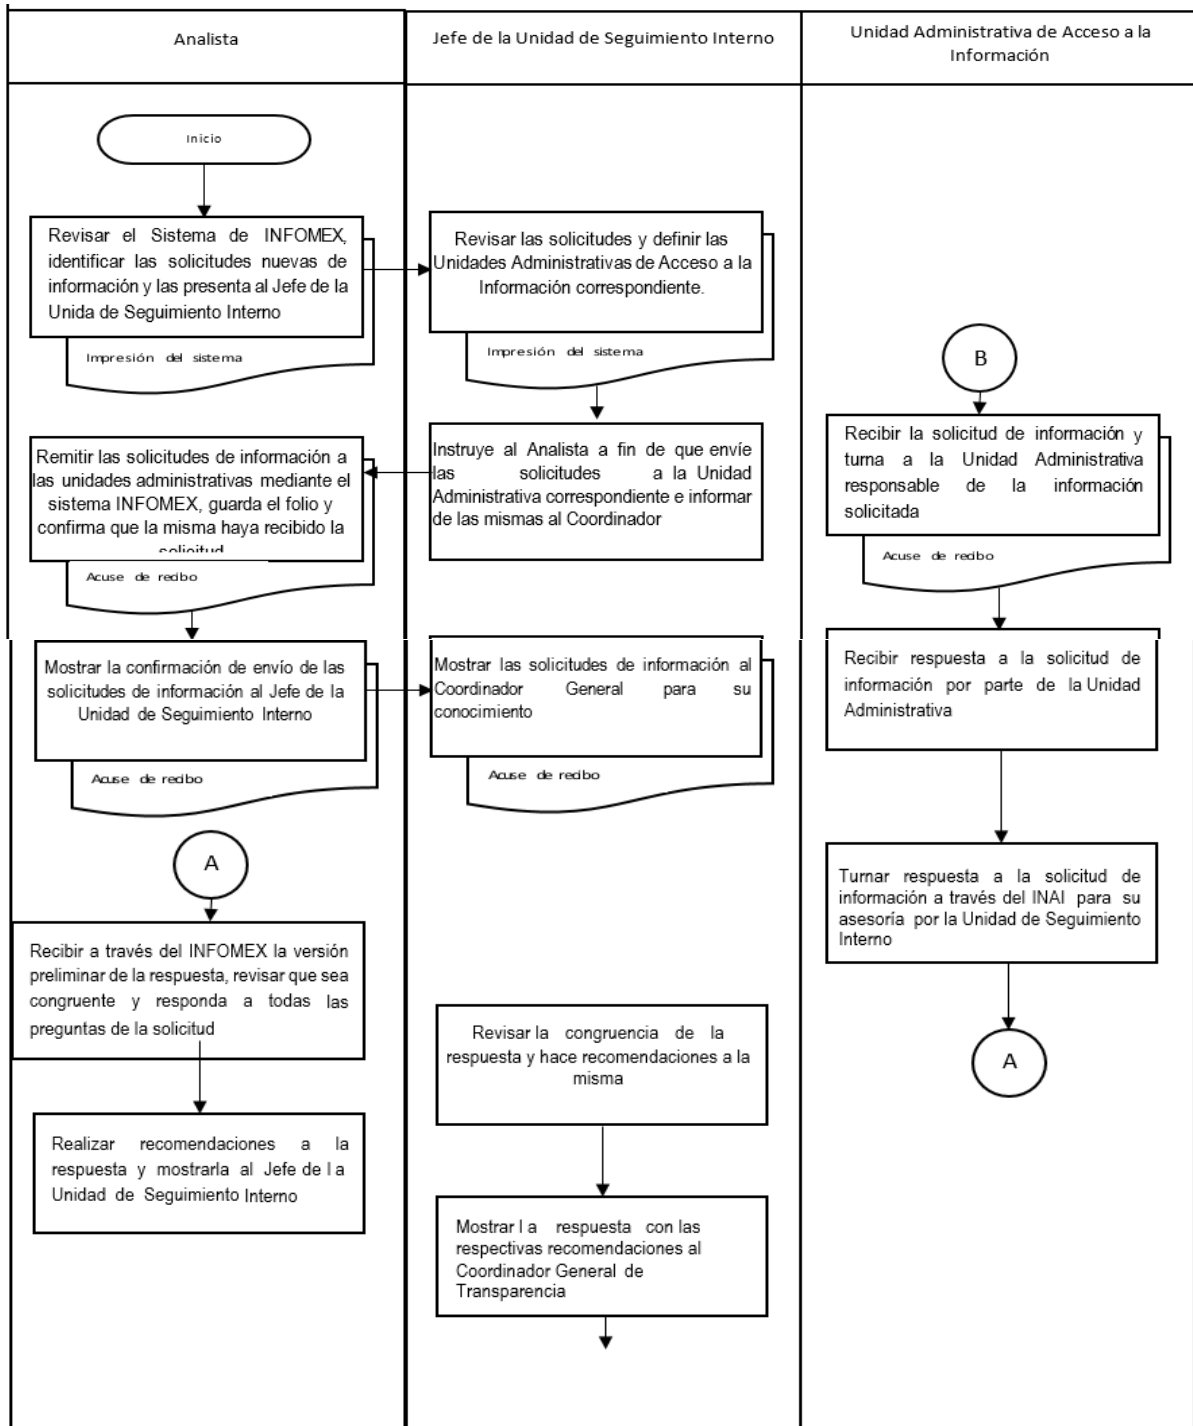 Analista
Jefe de la Unidad de Seguimiento Interno
Unidad Administrativa de Acceso a la
Información
Inicio
Revisar el Sistema de INFOMEX,
identificar las solicitudes nuevas de
información y las presenta al Jefe de la
Unida de Seguimiento Interno
Impresión del sistema
Revisar las solicitudes y definir las
Unidades Administrativas de Acceso a la
Información correspondiente.
Impresión del sistema
Instruye al Analista a fin de que envíe
las solicitudes a la Unidad
Administrativa correspondiente e informar
de las mismas al Coordinador
Remitir las solicitudes de información a
las unidades administrativas mediante el
sistema INFOMEX, guarda el folio y
confirma que la misma haya recibido la
solicitud
Acuse de recibo
Mostrar la confirmación de envío de las
solicitudes de información al Jefe de la
Unidad de Seguimiento Interno
Acuse de recibo
Mostrar las solicitudes de información al
Coordinador General para su
conocimiento
Acuse de recibo
B
Recibir la solicitud de información y
turna a la Unidad Administrativa
responsable de la información
solicitada
Acuse de recibo
Recibir respuesta a la solicitud de
información por parte de la Unidad
Administrativa
Turnar respuesta a la solicitud de
información a través del INAI para su
asesoría por la Unidad de Seguimiento
Interno
A
A
Recibir a través del INFOMEX la versión
preliminar de la respuesta, revisar que sea
congruente y responda a todas las
preguntas de la solicitud
Realizar recomendaciones a la
respuesta y mostrarla al Jefe de l a
Unidad de Seguimiento Interno
Revisar la congruencia de la
respuesta y hace recomendaciones a la
misma
Mostrar l a respuesta con las
respectivas recomendaciones al
Coordinador General de
Transparencia